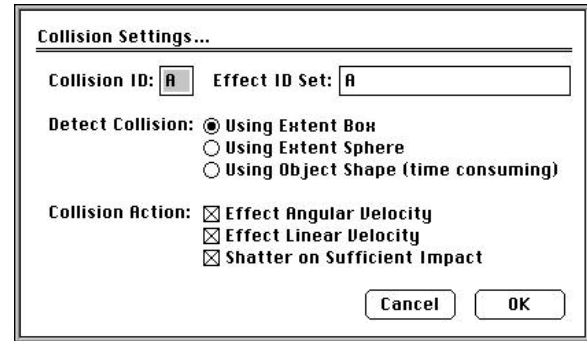 Collision Settings...
Collision ID: A Effect ID Set: A
Detect Collision: Using Extent Box
Using Extent Sphere
Using Object Shape (time consuming)
Collision Action: Effect Angular Velocity
Effect Linear Velocity
Shatter on Sufficient Impact
Cancel OK